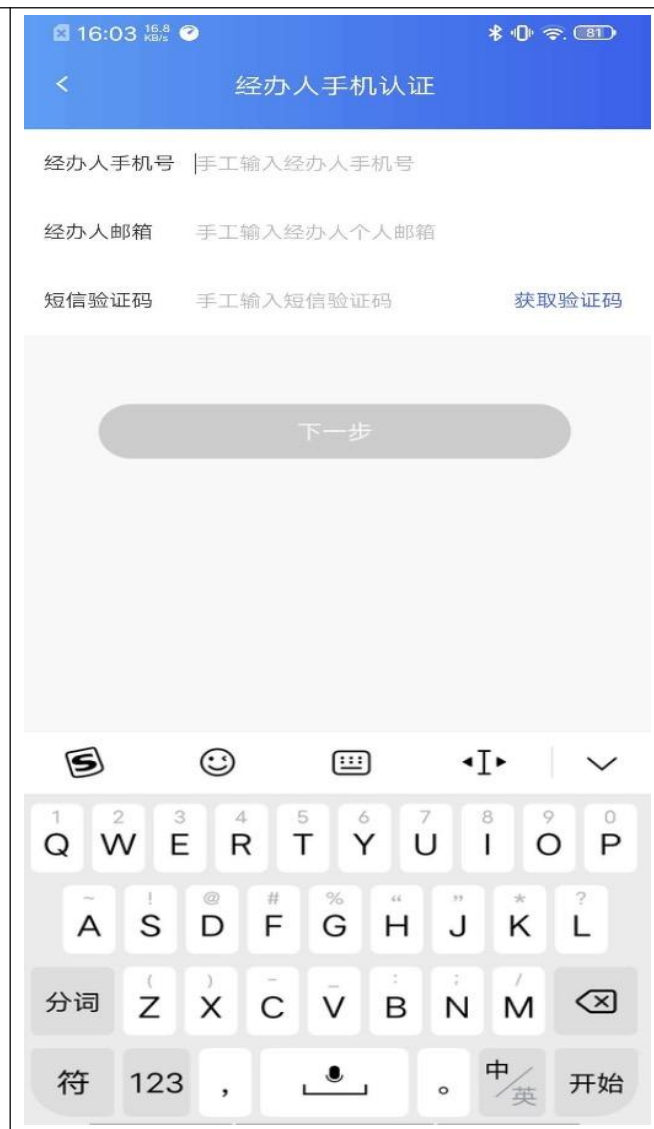 16:03 16.8 KB/s 81
经办人手机认证
经办人手机号 手工输入经办人手机号
经办人邮箱 手工输入经办人个人邮箱
短信验证码 手工输入短信验证码 获取验证码
下一步
1 2 3 4 5 6 7 8 9 0
Q W E R T Y U I O P
~ ! @ # % “ ” * ?
A S D F G H J K L
( ) - _ : ; /
分词 Z X C V B N M
符 123 , 。 中/英 开始